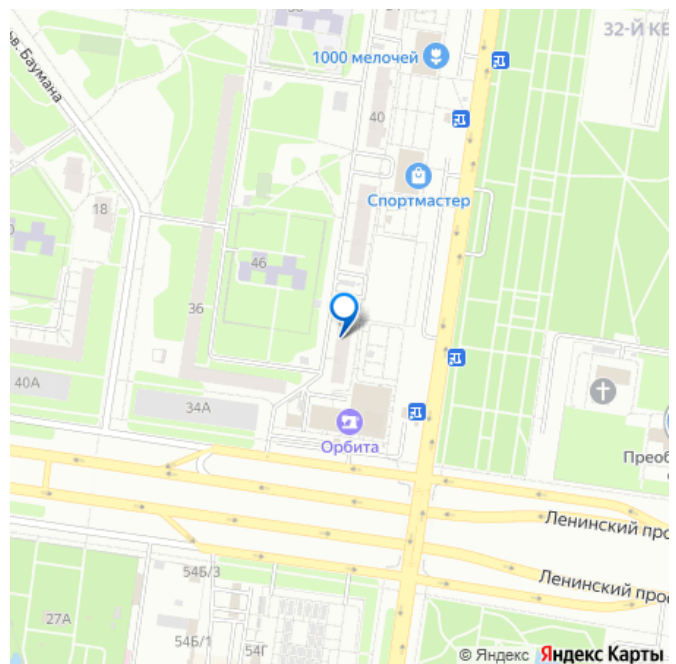 32-Й КВ
1000 мелочей
ьв. Баумана
40
Спортмастер
18
46
36
40А
34А
Орбита
Преоб
Ленинский прос
Ленинский прос
54Б/3
27А
54Б/1
54Г
© Яндекс Яндекс Карты